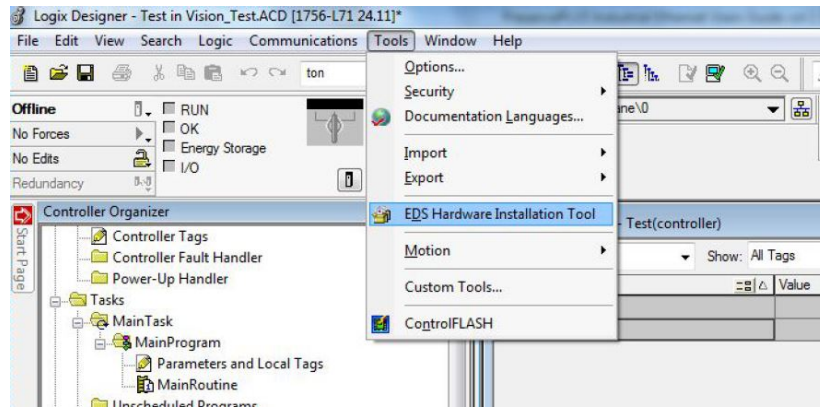 Logix Designer - Test in Vision_Test.ACD [1756-L71 24.11]*
File Edit View Search Logic Communications Tools Window Help
ton
Options...
Security
Documentation Languages...
Import
Export
EDS Hardware Installation Tool
Motion
Custom Tools...
ControlFLASH
Offline
RUN
No Forces
OK
No Edits
Energy Storage
I/O
Redundancy
ane\0
Controller Organizer
Start Page
Controller Tags
Controller Fault Handler
Power-Up Handler
Tasks
MainTask
MainProgram
Parameters and Local Tags
MainRoutine
Unscheduled Programs
- Test(controller)
Show: All Tags
Value